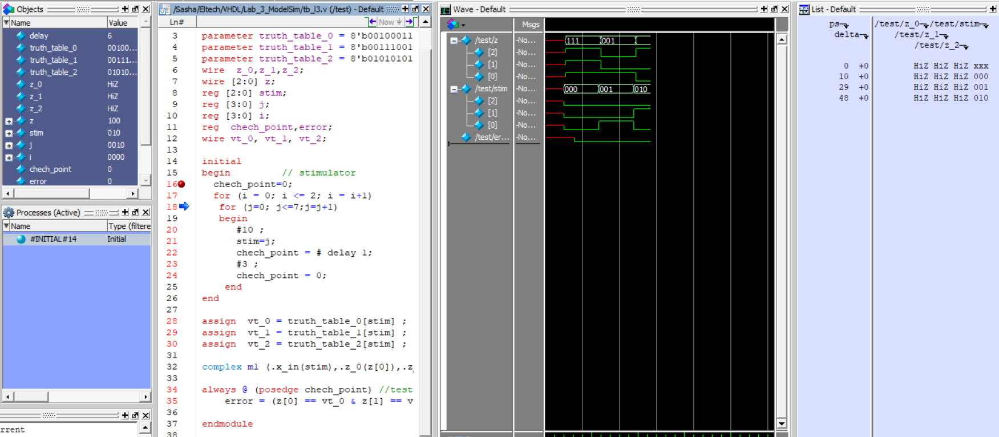 Objects
Name Value
delay 6
truth_table_0 00100...
truth_table_1 00111...
truth_table_2 01010...
z_0 HiZ
z_1 HiZ
z_2 HiZ
z 100
stim 010
j 0010
i 0000
chech_point 0
error 0
Processes (Active)
Name Type (filtere
#INITIAL#14 Initial
rrent
/Sasha/Eltech/VHDL/Lab_3_ModelSim/tb_l3.v (/test) - Default
Ln# Now
3 parameter truth_table_0 = 8'b00100011
4 parameter truth_table_1 = 8'b00111001
5 parameter truth_table_2 = 8'b01010101
6 wire z_0,z_1,z_2;
7 wire [2:0] z;
8 reg [2:0] stim;
9 reg [3:0] j;
10 reg [3:0] i;
11 reg chech_point,error;
12 wire vt_0, vt_1, vt_2;
13
14 initial
15 begin // stimulator
16 chech_point=0;
17 for (i = 0; i <= 2; i = i+1)
18 for (j=0; j<=7;j=j+1)
19 begin
20 #10 ;
21 stim=j;
22 chech_point = # delay 1;
23 #3 ;
24 chech_point = 0;
25 end
26 end
27
28 assign vt_0 = truth_table_0[stim] ;
29 assign vt_1 = truth_table_1[stim] ;
30 assign vt_2 = truth_table_2[stim] ;
31
32 complex m1 (.x_in(stim),.z_0(z[0]),.z_
33
34 always @ (posedge chech_point) //test
35 error = (z[0] == vt_0 & z[1] == v
36
37 endmodule
38
Wave - Default
Msgs
/test/z -No... 111 001
[2] -No...
[1] -No...
[0] -No...
/test/stim -No... 000 001 010
[2] -No...
[1] -No...
[0] -No...
/test/er... -No...
List - Default
ps /test/z_0 /test/stim
delta /test/z_1
/test/z_2
0 +0 HiZ HiZ HiZ xxx
10 +0 HiZ HiZ HiZ 000
29 +0 HiZ HiZ HiZ 001
48 +0 HiZ HiZ HiZ 010